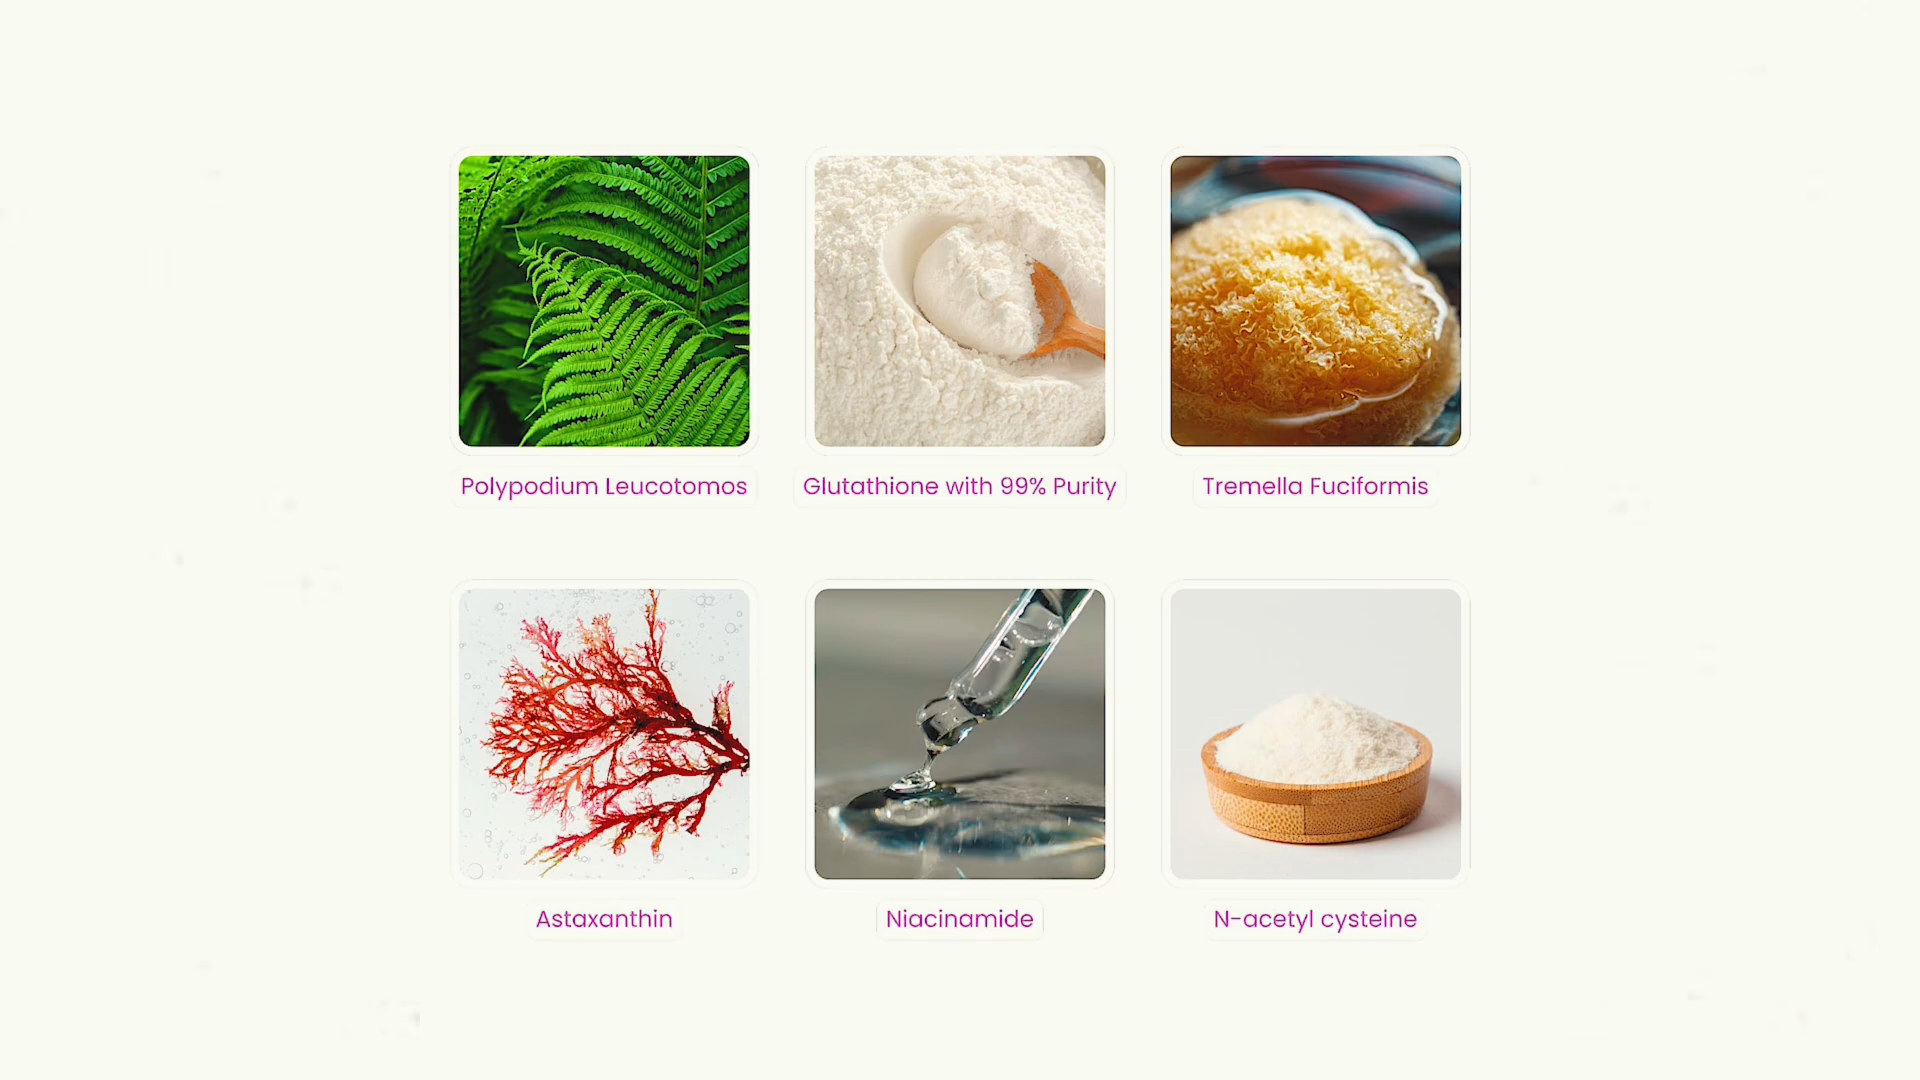 Polypodium Leucotomos
Glutathione with 99% Purity
Tremella Fuciformis
Astaxanthin
Niacinamide
N-acetyl cysteine